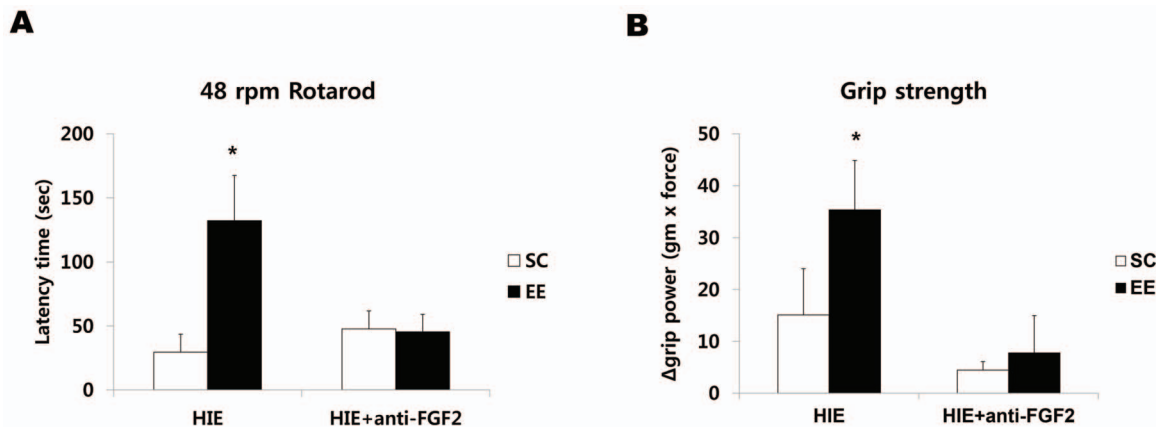 A
48 rpm Rotarod
200
150
100
50
0
Latency time (sec)
*
HIE
HIE+anti-FGF2
SC
EE
B
Grip strength
50
40
30
20
10
0
Δgrip power (gm x force)
*
HIE
HIE+anti-FGF2
SC
EE